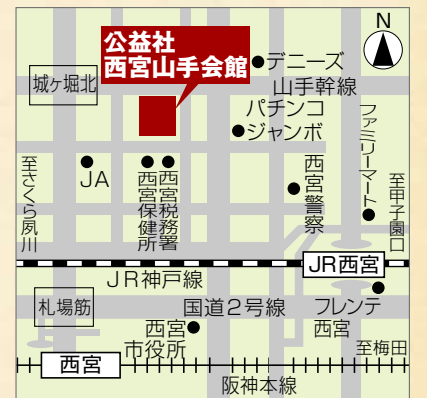 公益社
西宮山手会館
N
デニーズ
山手幹線
城ヶ堀北
パチンコ
ジャンボ
ファミリーマート
至さくら夙川
JA
西宮保健所
西宮税務署
西宮警察
至甲子園口
JR西宮
JR神戸線
札場筋
国道2号線
フレンテ
西宮
西宮
市役所
至梅田
西宮
阪神本線